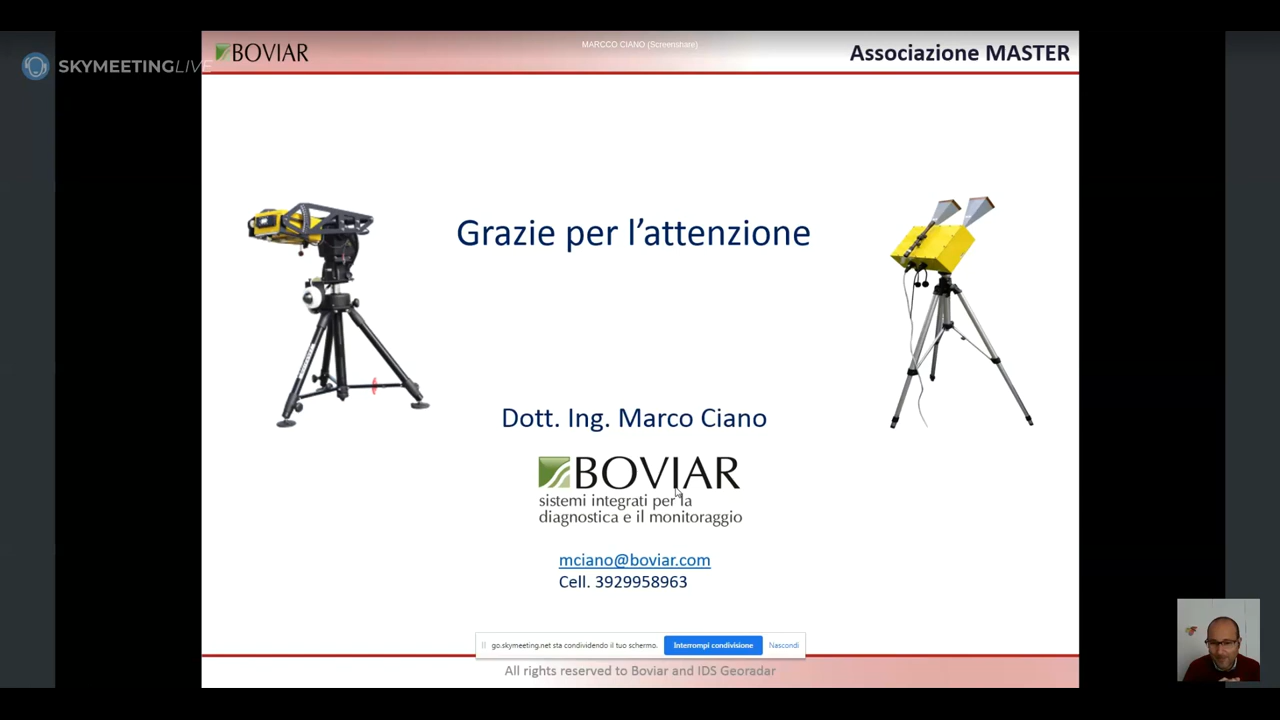 SKYMEETINGLIVE
BOVIAR
MARCCO CIANO (Screenshare)
Associazione MASTER
Grazie per l'attenzione
Dott. Ing. Marco Ciano
BOVIAR
sistemi integrati per la
diagnostica e il monitoraggio
mciano@boviar.com
Cell. 3929958963
go.skymeeting.net sta condividendo il tuo schermo.
Interrompi condivisione
Nascondi
All rights reserved to Boviar and IDS Georadar